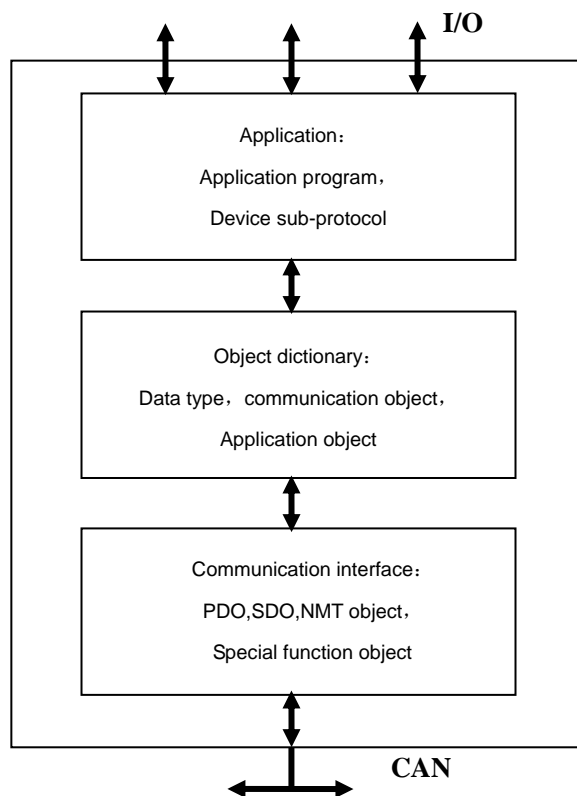 I/O
Application：
Application program，
Device sub-protocol
Object dictionary：
Data type，communication object，
Application object
Communication interface：
PDO,SDO,NMT object，
Special function object
CAN